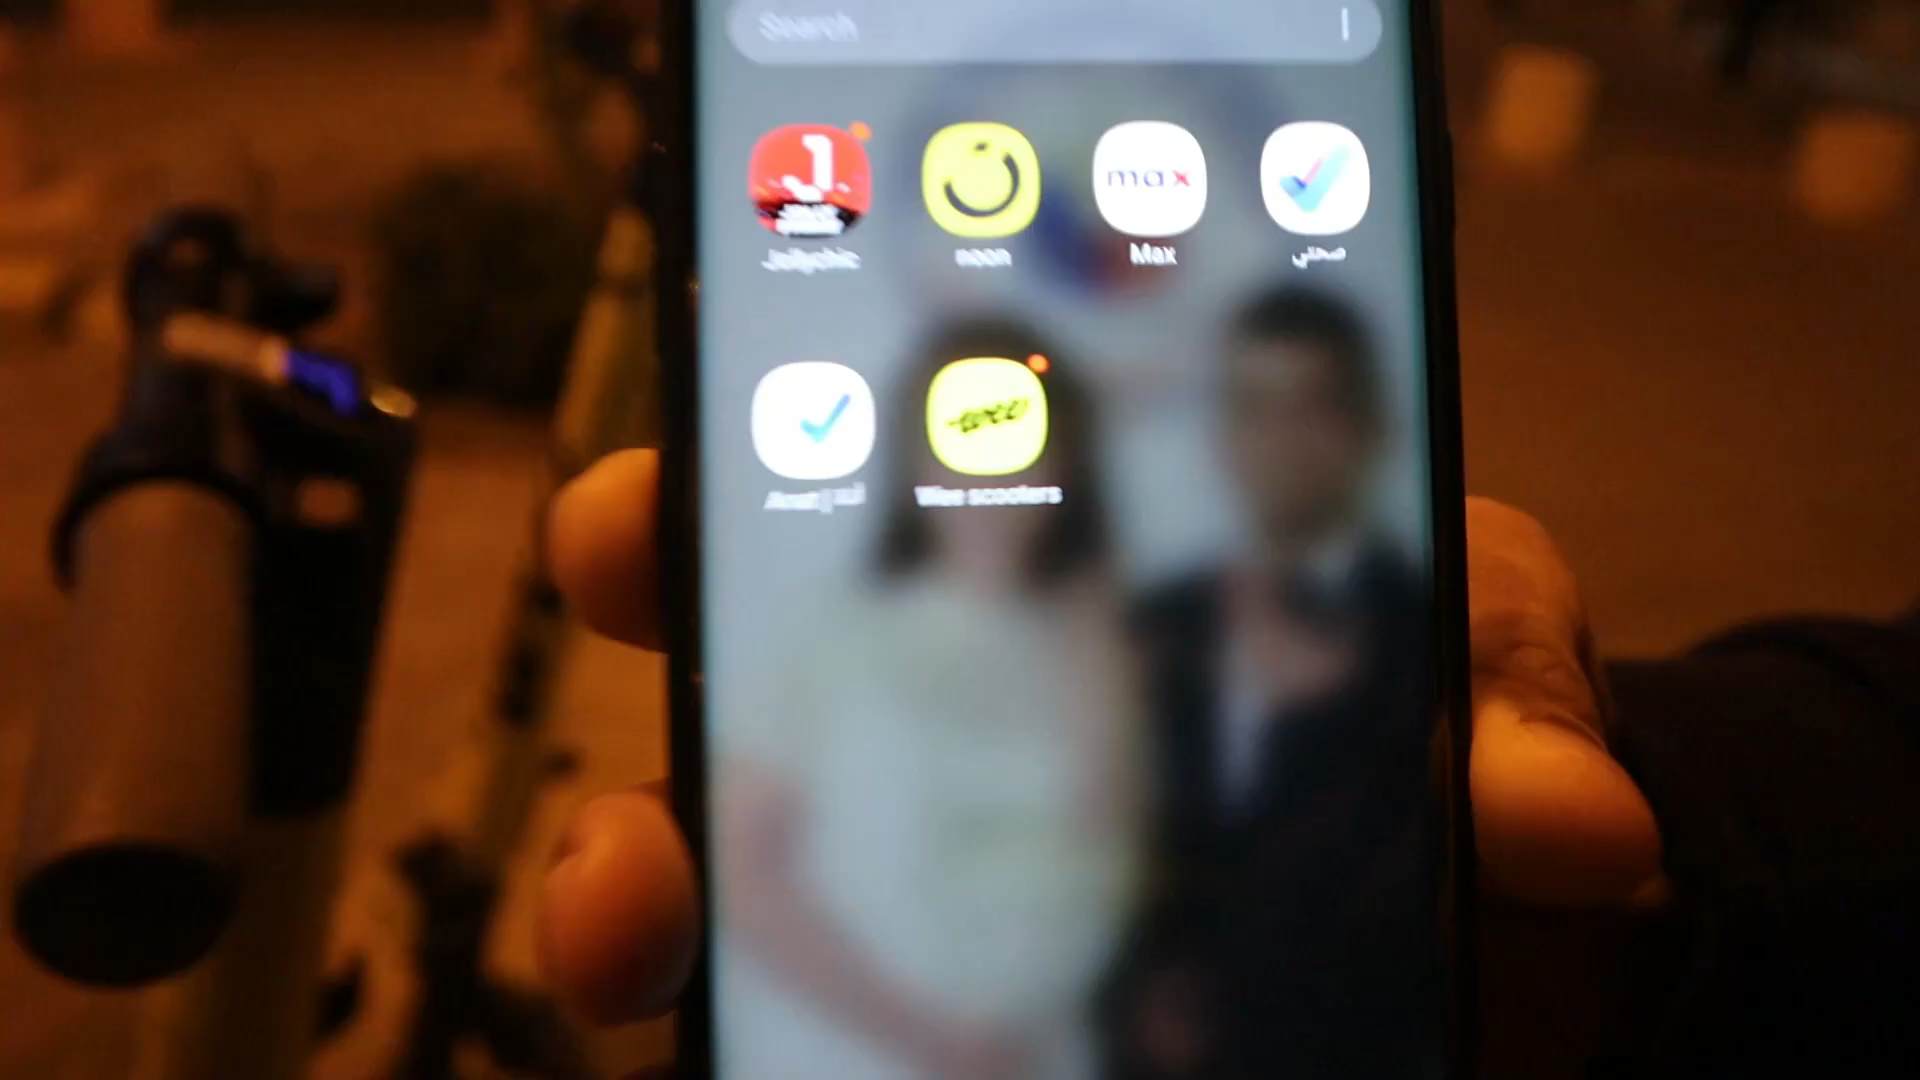 Search
J
max
Jollychic
noon
Max
صحتي
Wee scooters